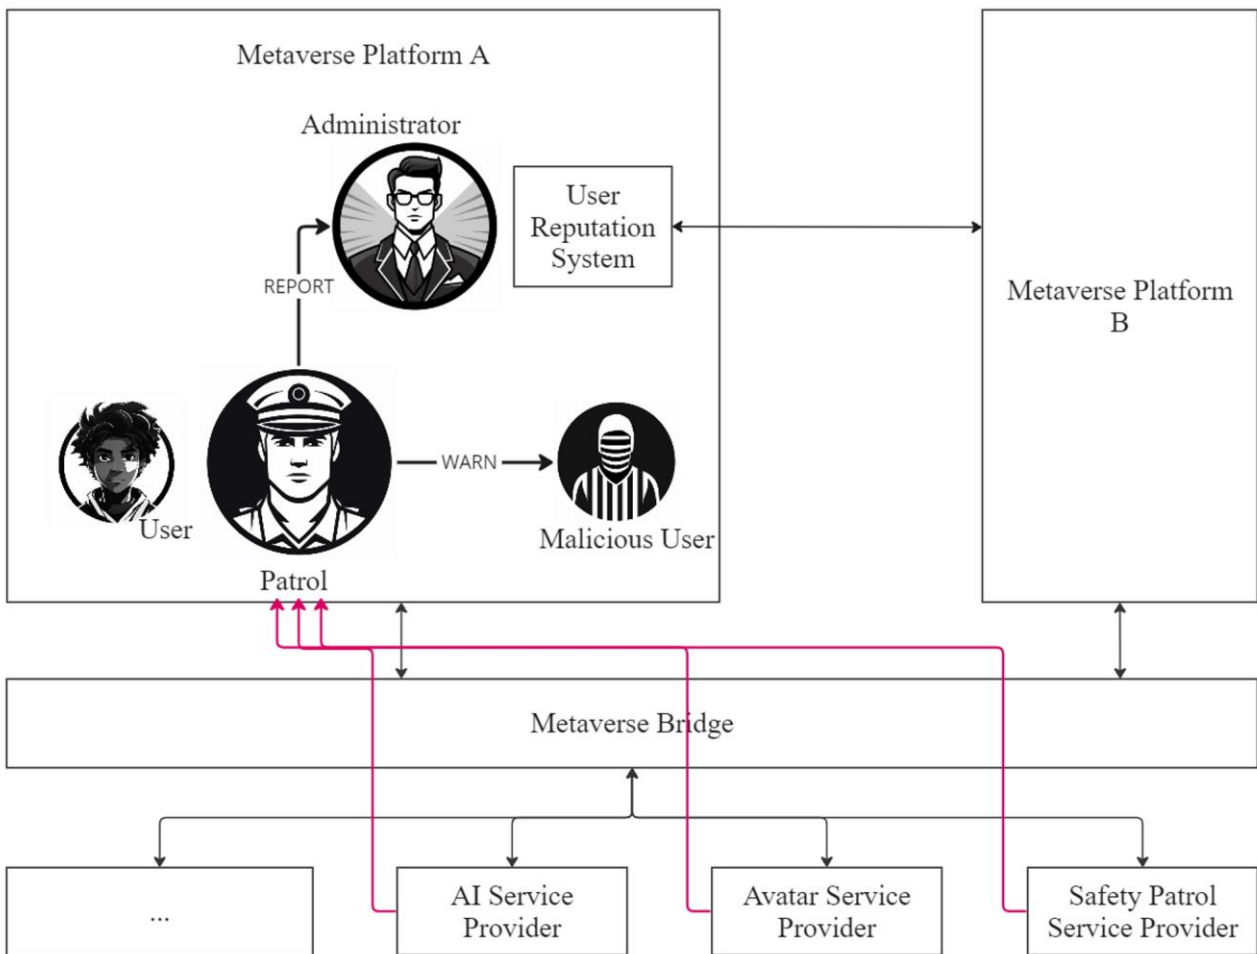 Metaverse Platform A
Administrator
User
Reputation
System
REPORT
Metaverse Platform
B
WARN
User
Malicious User
Patrol
Metaverse Bridge
...
AI Service
Provider
Avatar Service
Provider
Safety Patrol
Service Provider